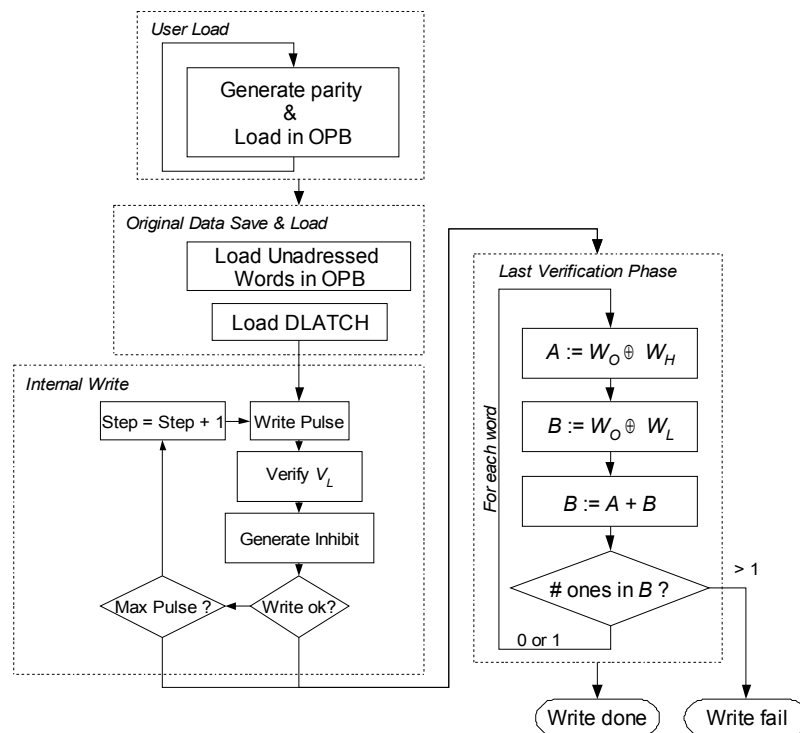 User Load
Generate parity
&
Load in OPB
Original Data Save & Load
Load Unadressed
Words in OPB
Load DLATCH
Internal Write
Step = Step + 1
Write Pulse
Verify V_L
Generate Inhibit
Max Pulse ?
Write ok?
Last Verification Phase
For each word
A := W_O ⊕ W_H
B := W_O ⊕ W_L
B := A + B
# ones in B ?
> 1
0 or 1
Write done
Write fail